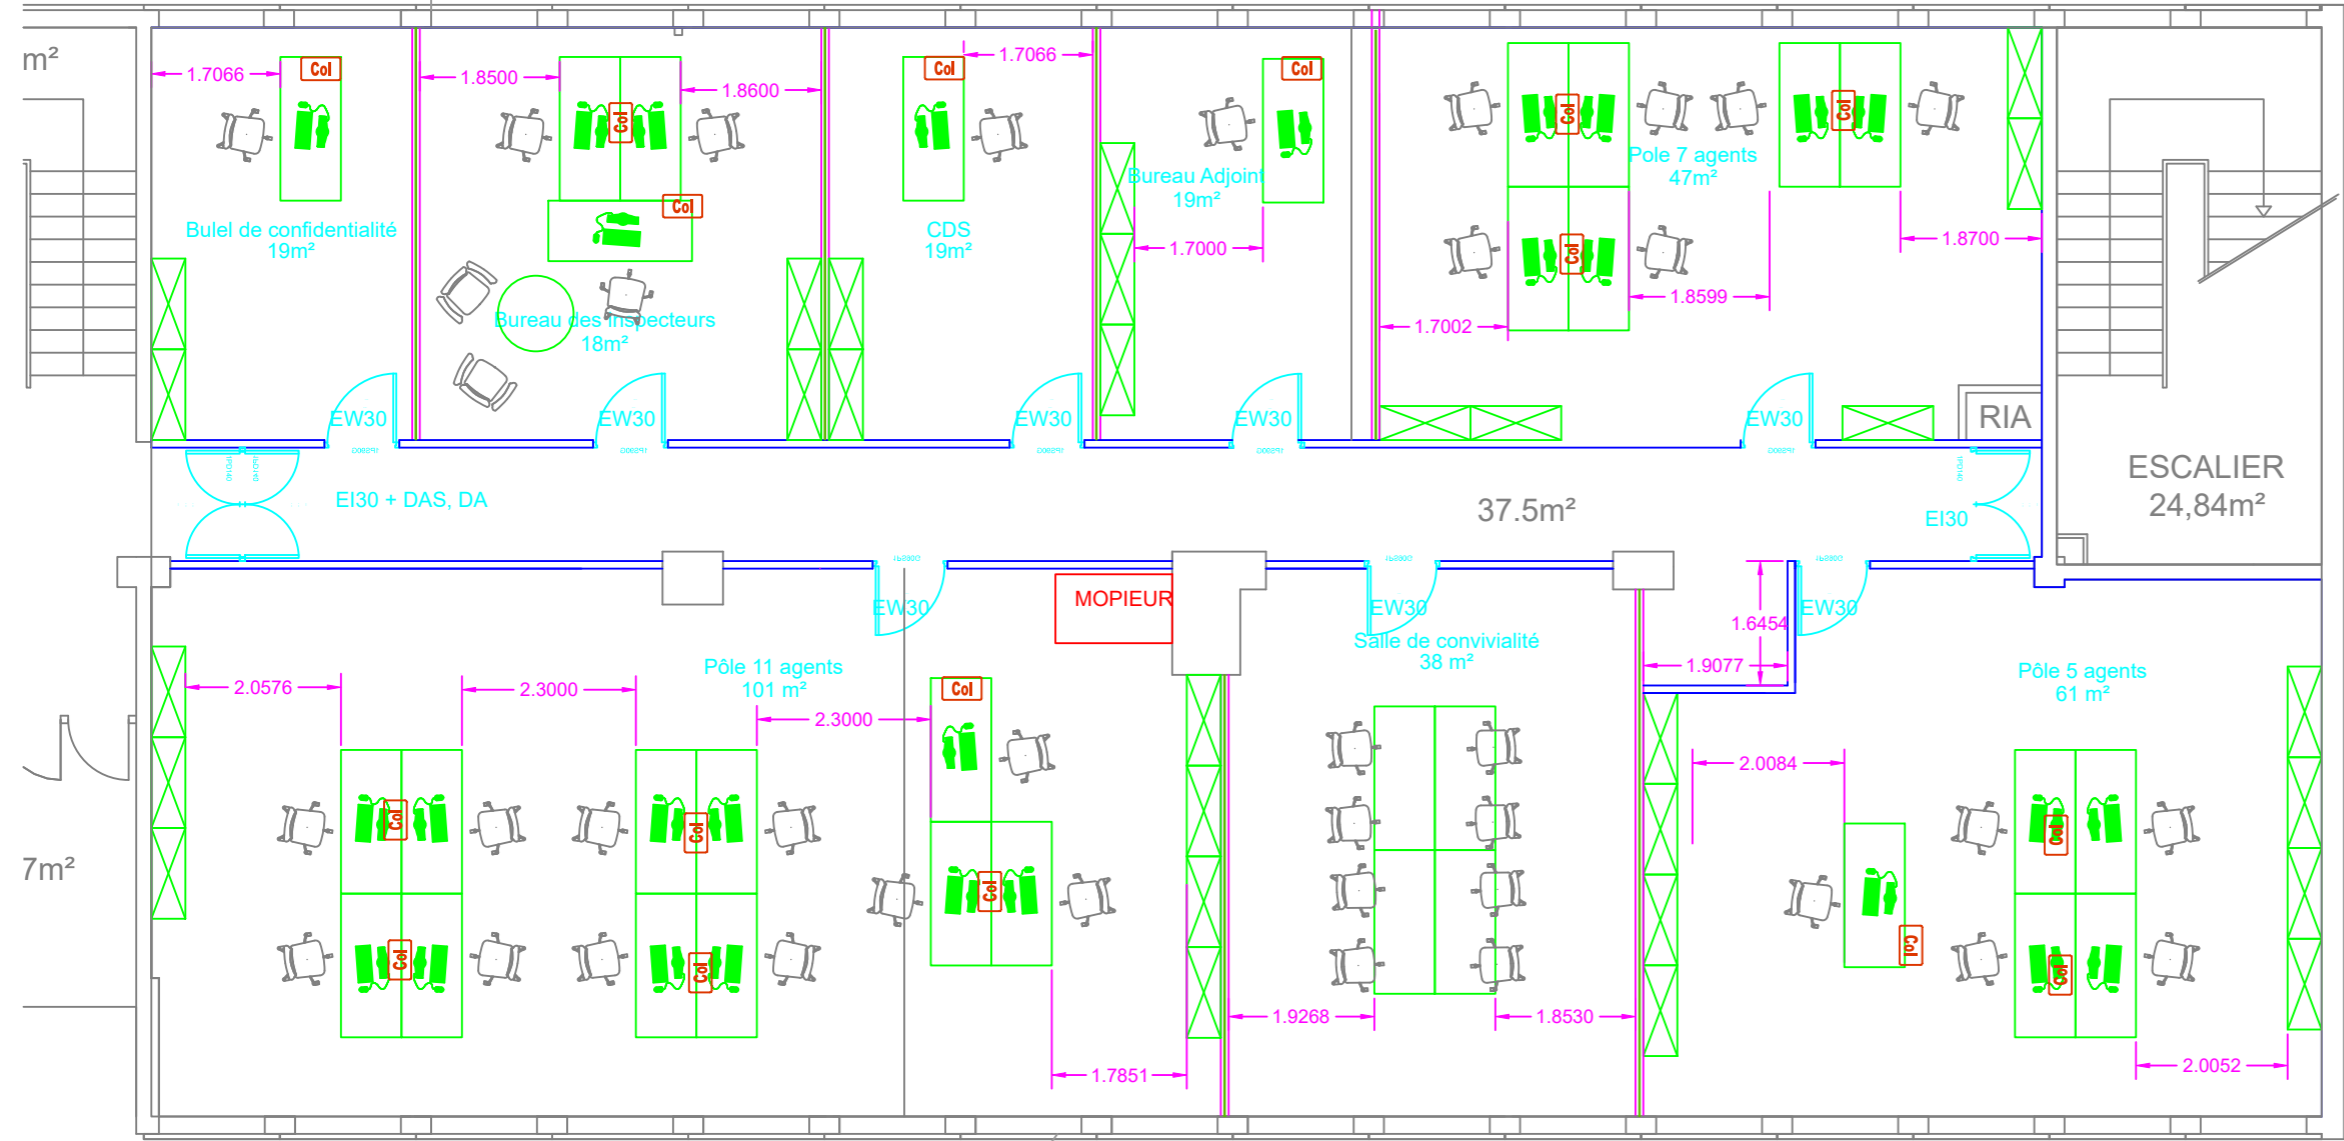 m²
1.7066
Col
1.8500
Col
1.8600
Col
1.7066
Col
Col
Col
Col
Bulel de confidentialité
19m²
Bureau des inspecteurs
18m²
CDS
19m²
Bureau Adjoint
19m²
1.7000
Pole 7 agents
47m²
Col
1.8700
1.8599
1.7002
EW30
EW30
EW30
EW30
EW30
RIA
EI30 + DAS, DA
37.5m²
EI30
ESCALIER
24,84m²
EW30
MOPIEUR
EW30
EW30
1.6454
1.9077
Salle de convivialité
38 m²
Pôle 11 agents
101 m²
Pôle 5 agents
61 m²
2.0576
2.3000
2.3000
Col
2.0084
Col
Col
Col
Col
7m²
Col
Col
Col
Col
1.9268
1.8530
1.7851
2.0052